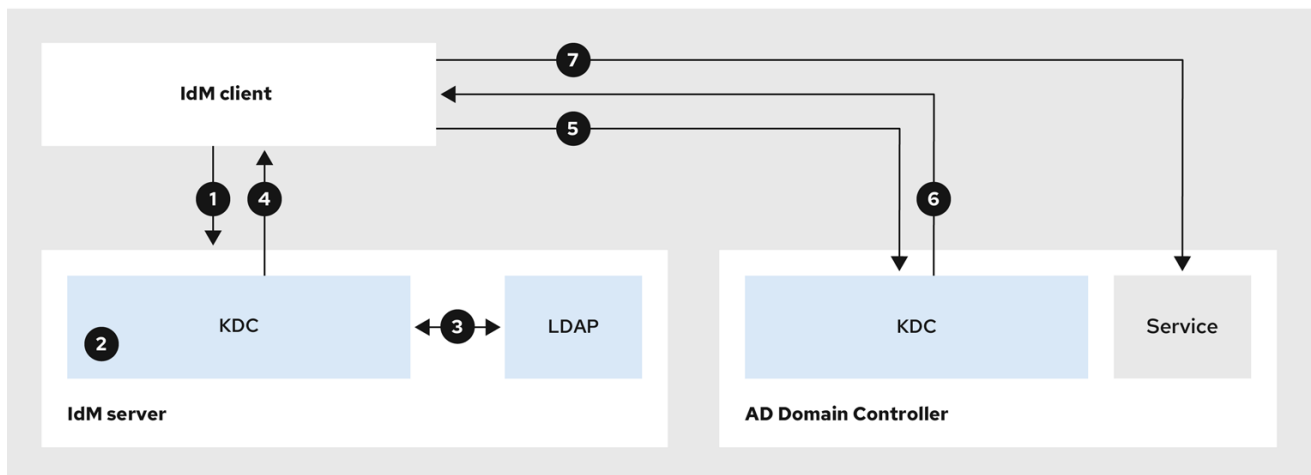 7
IdM client
5
1
4
6
KDC
3
LDAP
KDC
Service
2
IdM server
AD Domain Controller